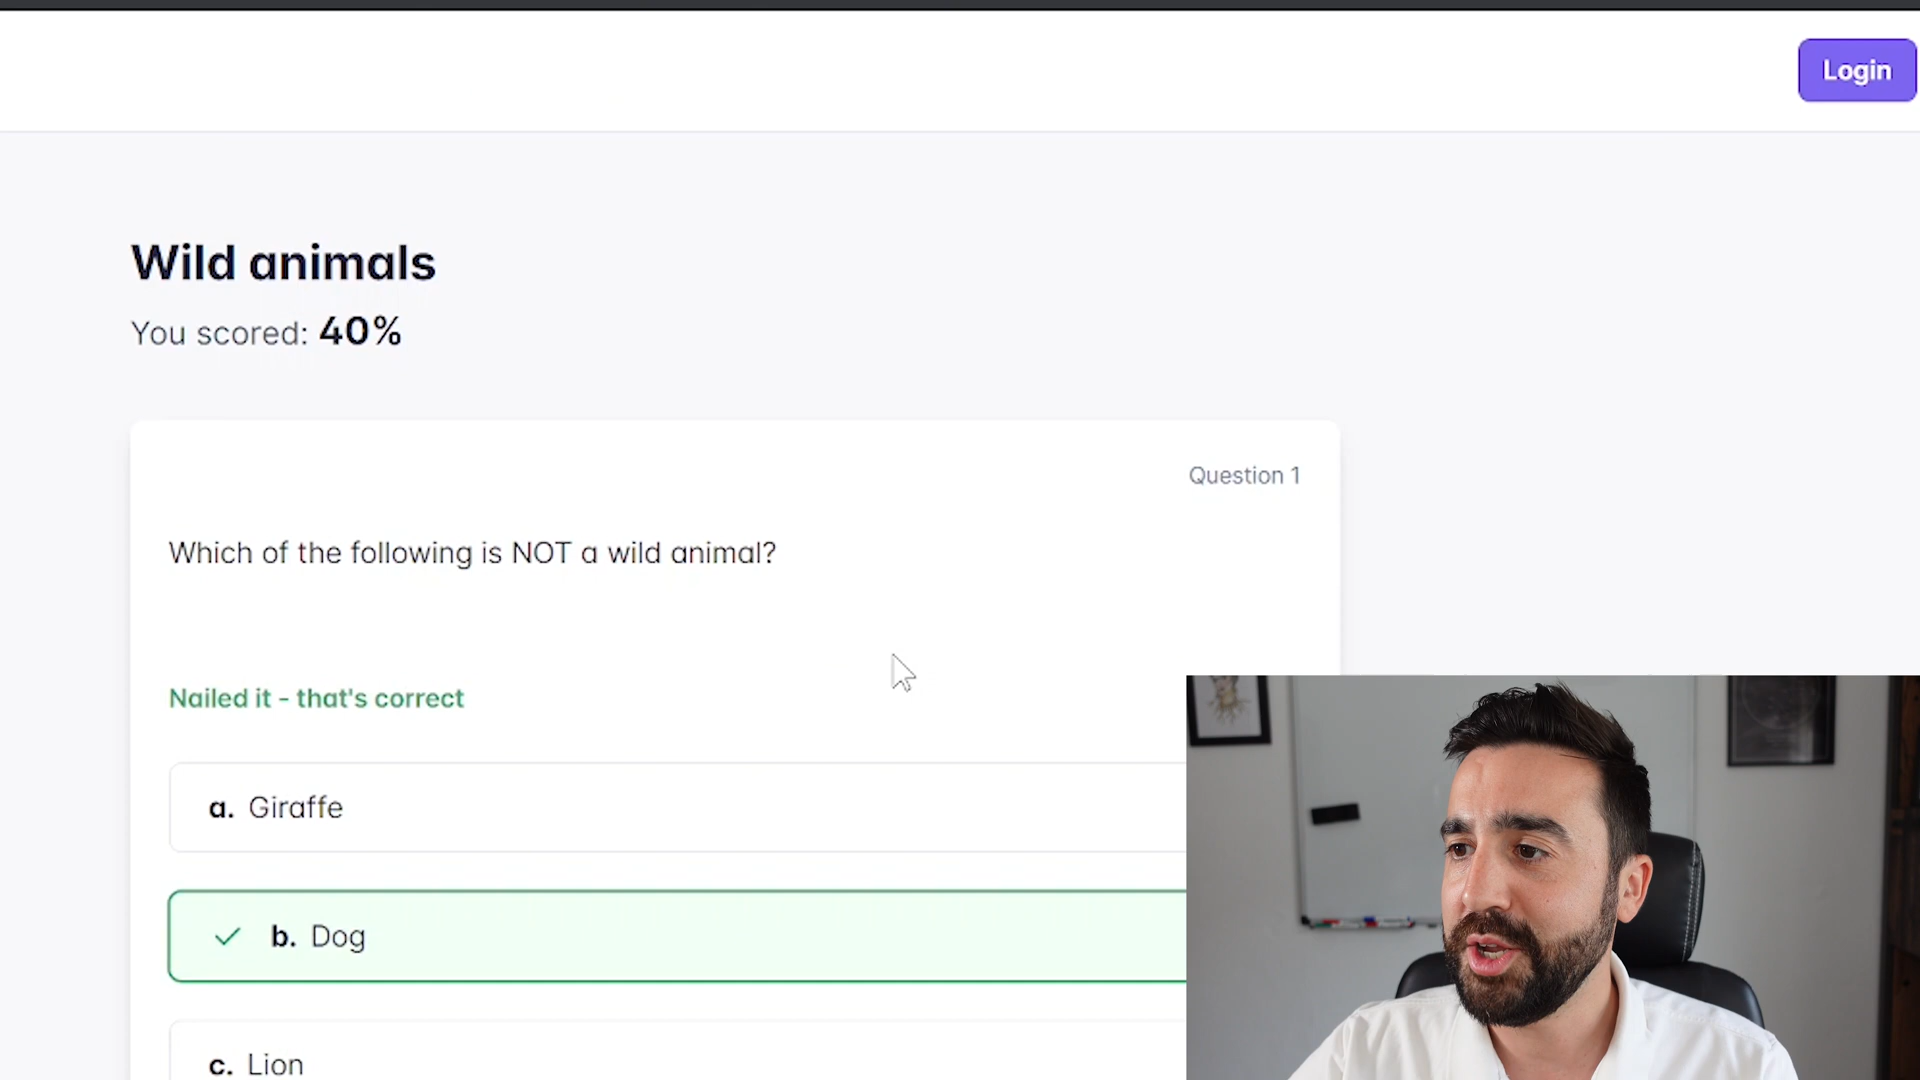 Login
Wild animals
You scored: 40%
Question 1
Which of the following is NOT a wild animal?
Nailed it - that's correct
a. Giraffe
b. Dog
c. Lion